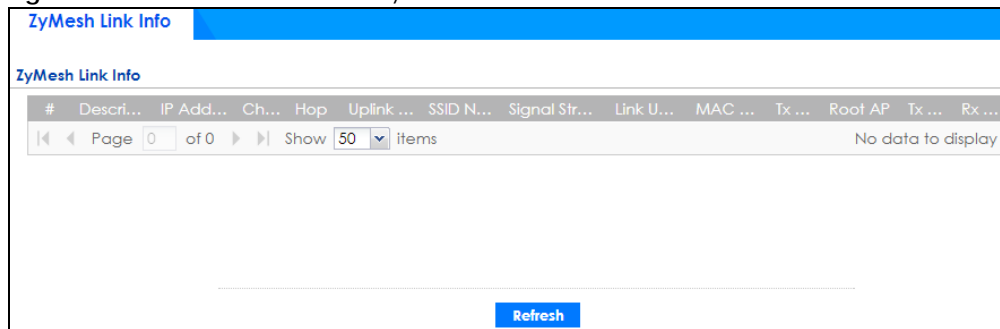 ZyMesh Link Info
ZyMesh Link Info
# Descri... IP Add... Ch... Hop Uplink ... SSID N... Signal Str... Link U... MAC ... Tx ... Root AP Tx ... Rx ...
Page 0 of 0 Show 50 items No data to display
Refresh